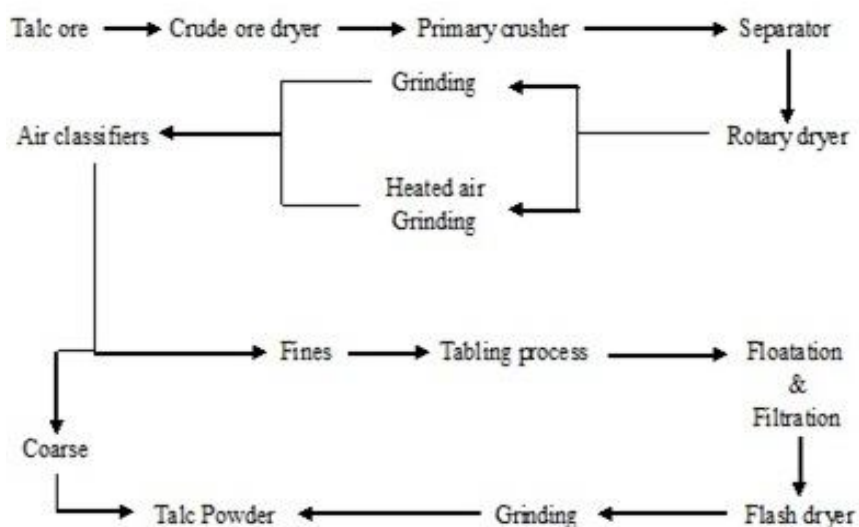 Talc ore
Crude ore dryer
Primary crusher
Separator
Grinding
Air classifiers
Rotary dryer
Heated air
Grinding
Fines
Tabling process
Floatation
&
Filtration
Coarse
Talc Powder
Grinding
Flash dryer